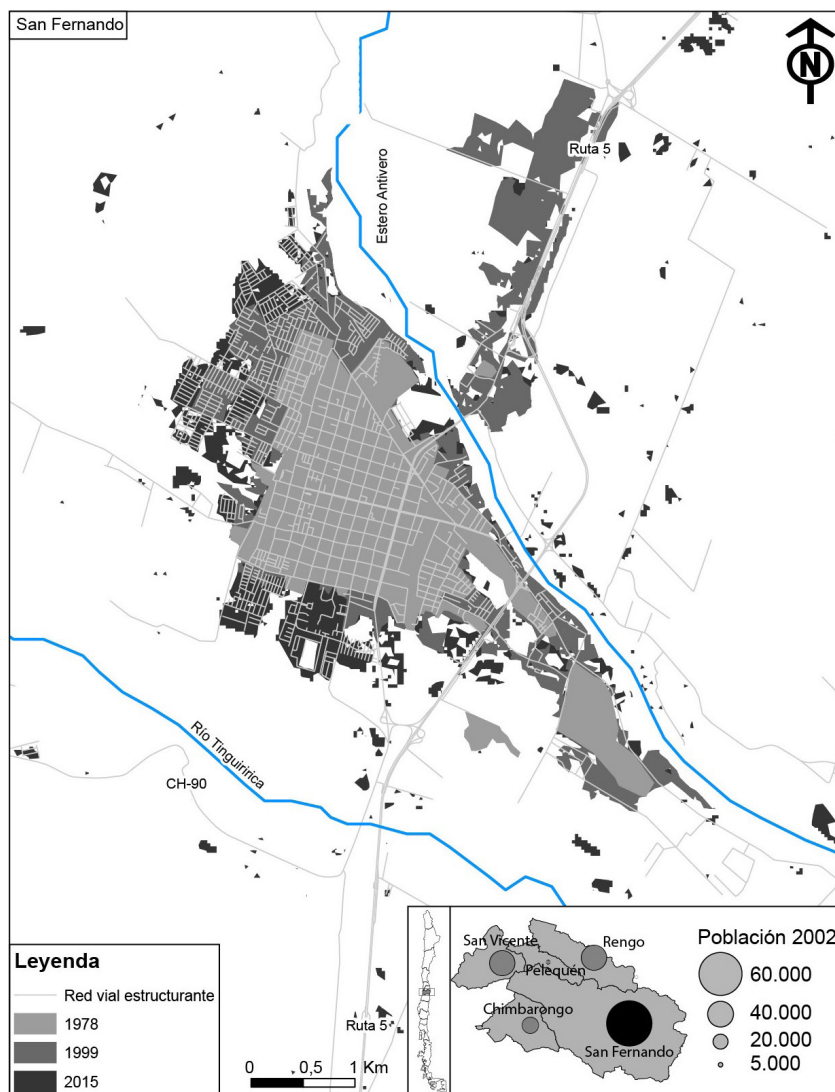 San Fernando
N
Ruta 5
Estero Antivero
Río Tinguiririca
CH-90
Ruta 5
Leyenda
Red vial estructurante
1978
1999
2015
0 0,5 1 Km
San Vicente
Rengo
Pelequén
Chimbarongo
San Fernando
Población 2002
60.000
40.000
20.000
5.000